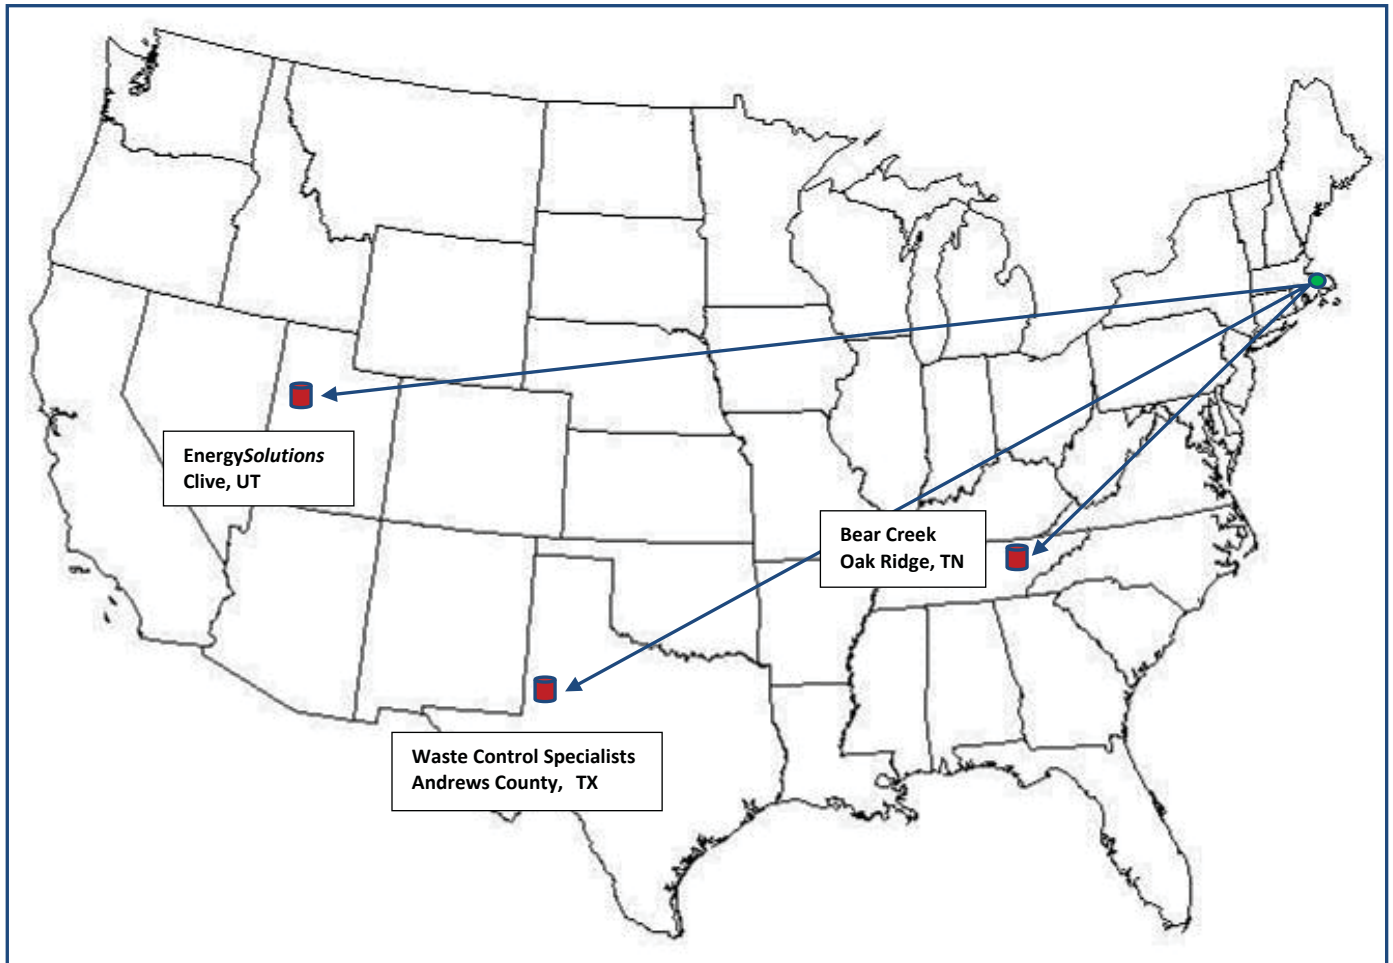 EnergySolutions
Clive, UT
Bear Creek
Oak Ridge, TN
Waste Control Specialists
Andrews County, TX